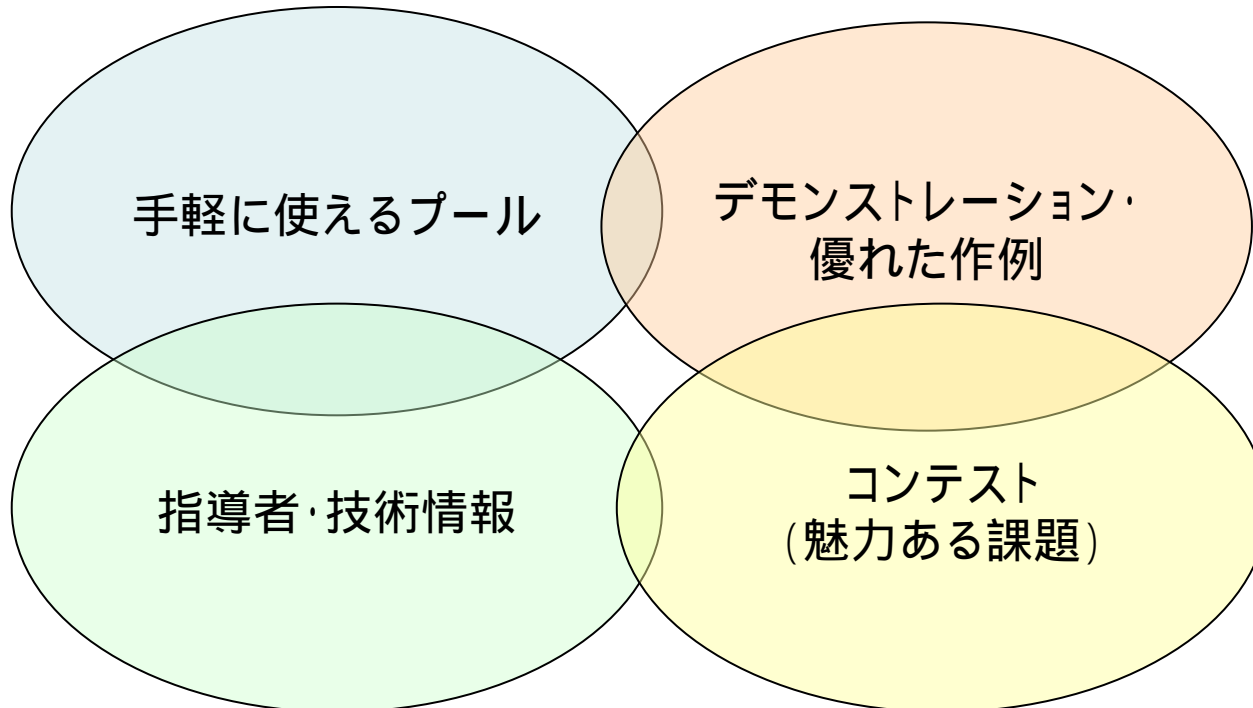 手軽に使えるプール
デモンストレーション・
優れた作例
指導者・技術情報
コンテスト
(魅力ある課題)